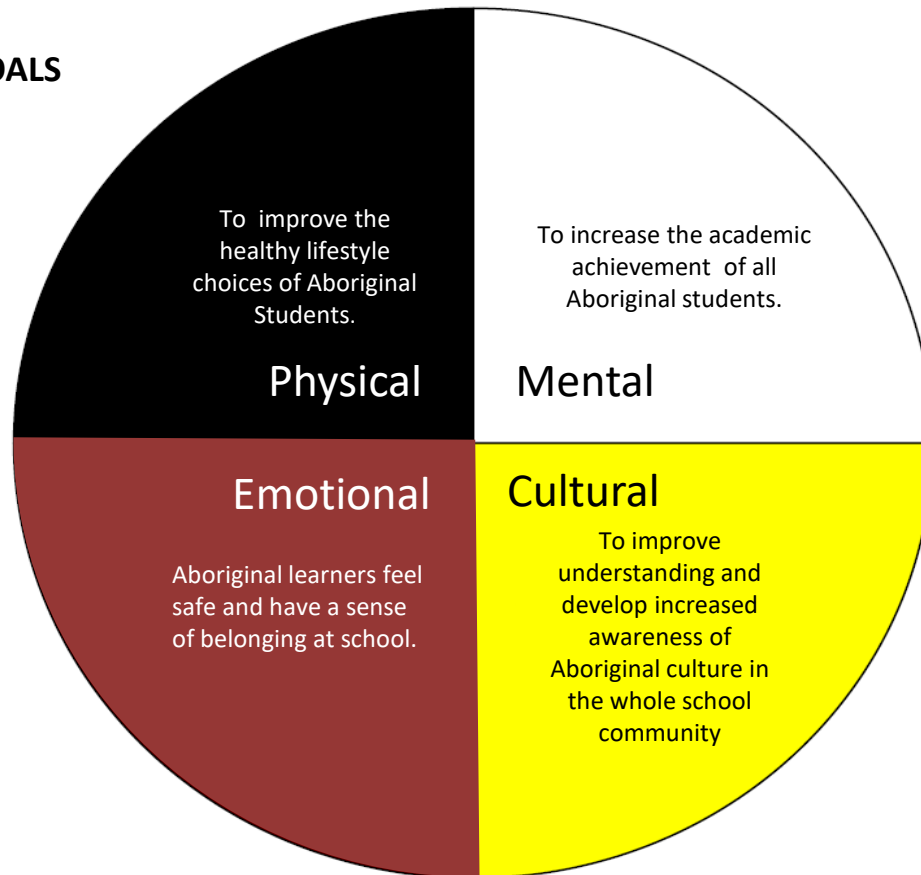 OALS
To improve the
healthy lifestyle
choices of Aboriginal
Students.
Physical
To increase the academic
achievement of all
Aboriginal students.
Mental
Emotional
Aboriginal learners feel
safe and have a sense
of belonging at school.
Cultural
To improve
understanding and
develop increased
awareness of
Aboriginal culture in
the whole school
community